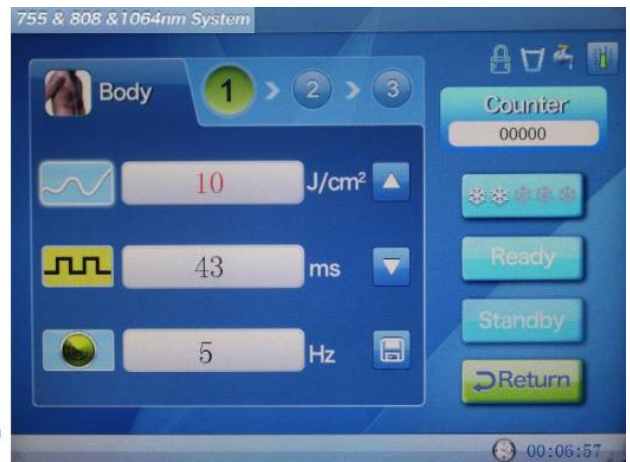 755 & 808 &1064nm System
Body
1 > 2 > 3
Counter
00000
10 J/cm²
43 ms
Ready
Standby
5 Hz
Return
00:06:57